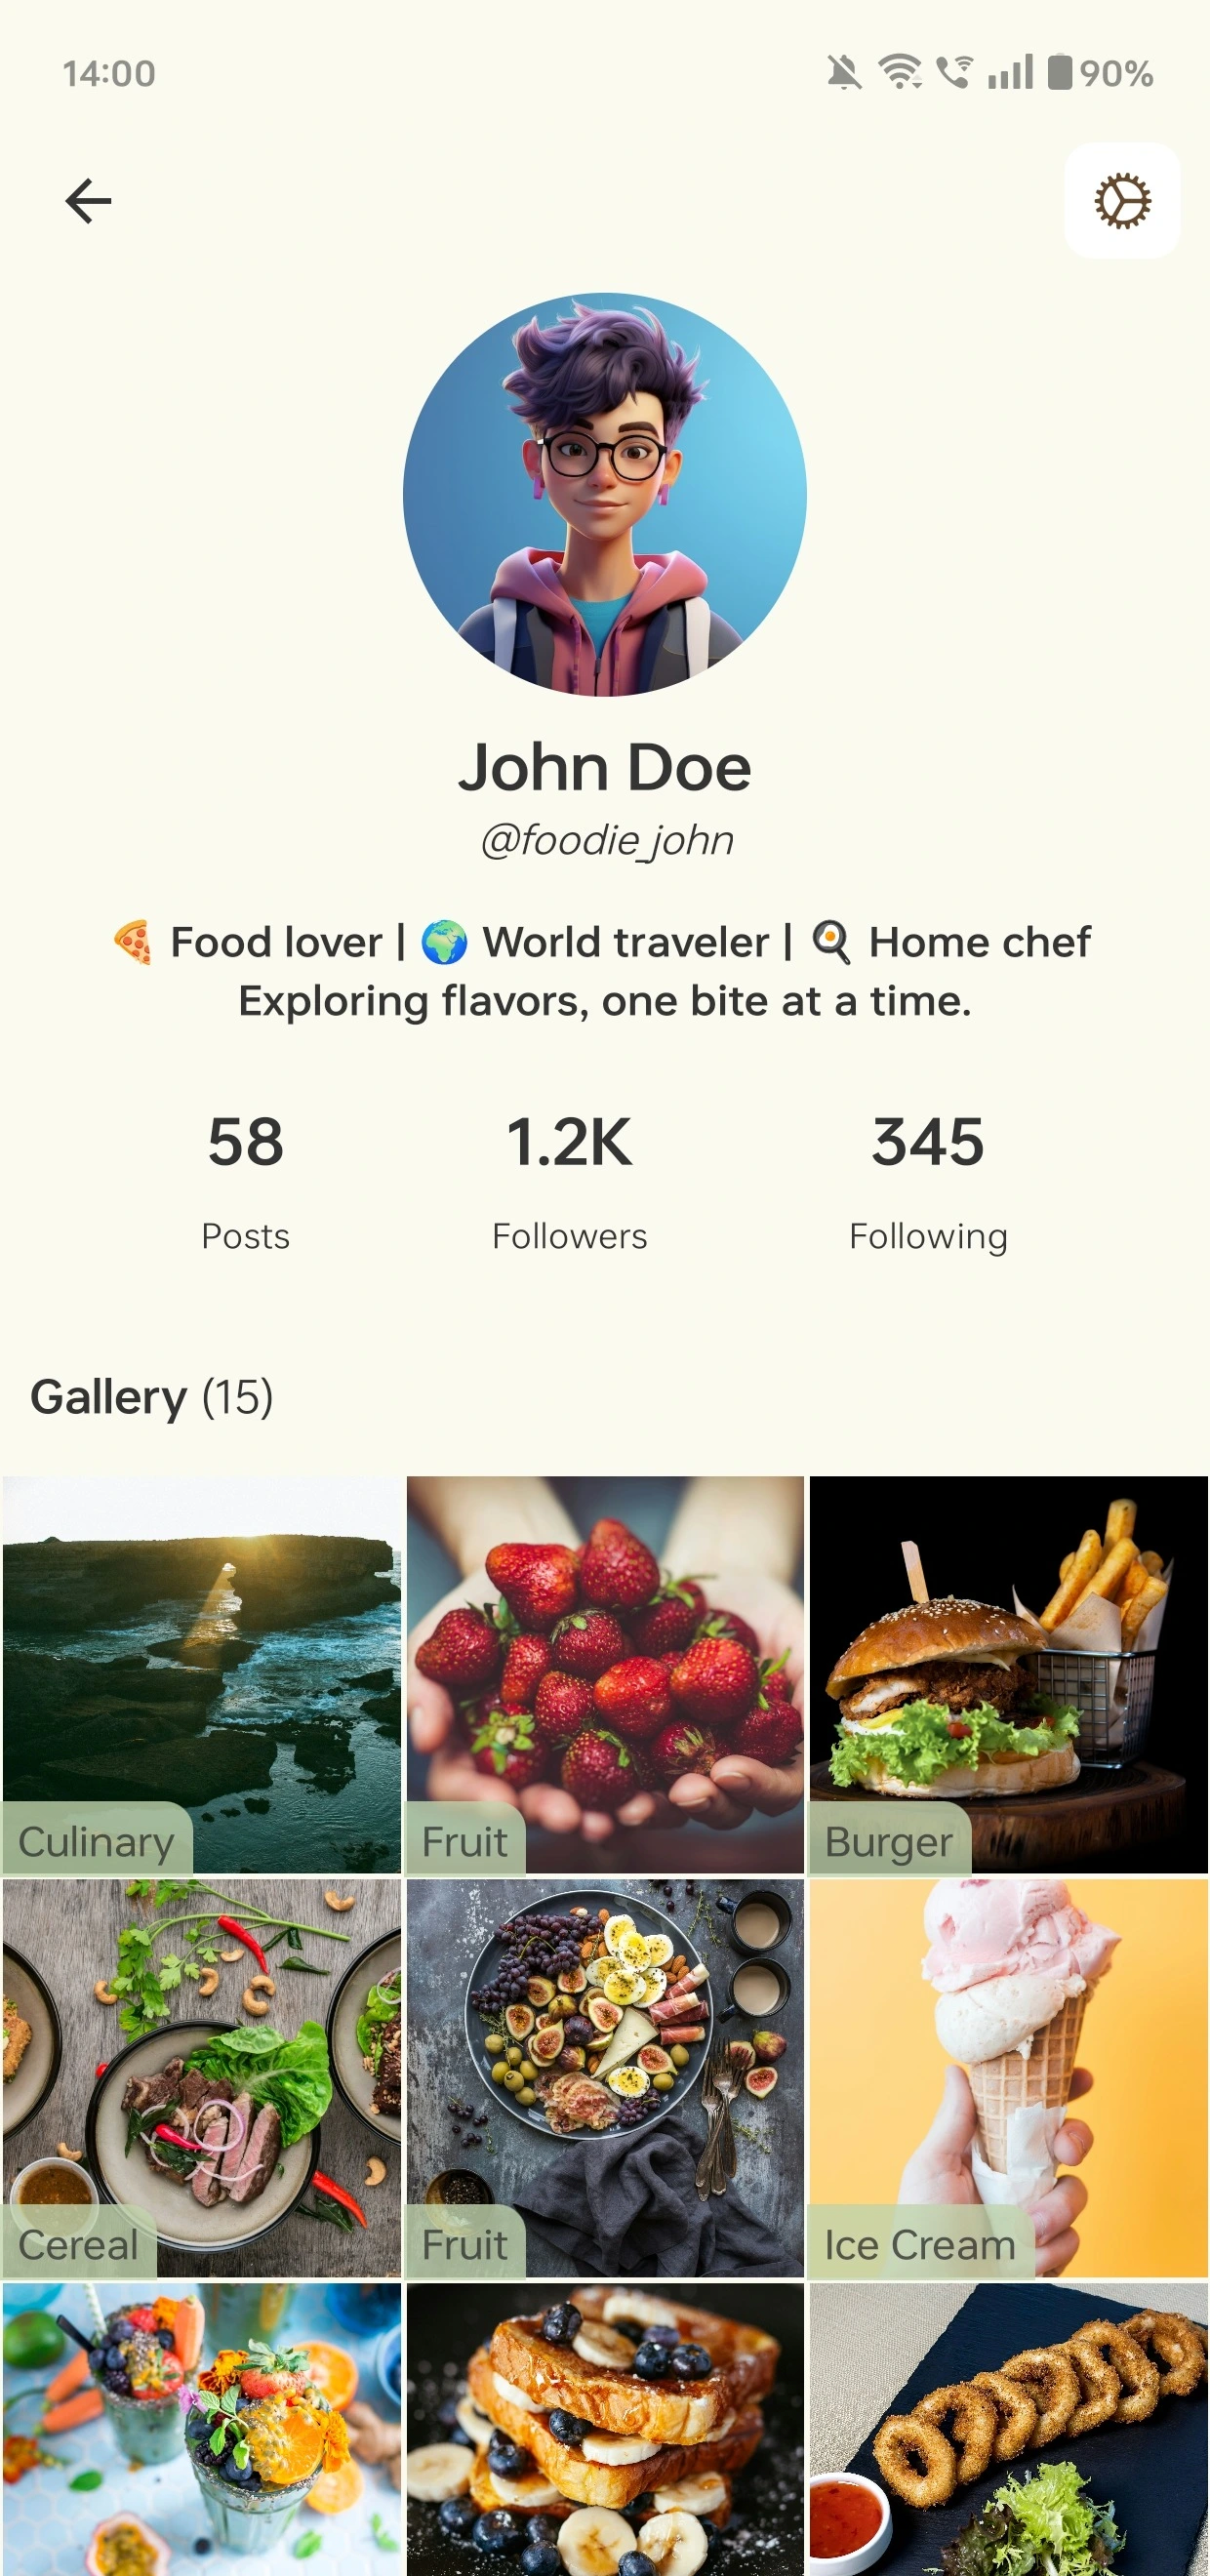 14:00
90%
John Doe
@foodie_john
🍕 Food lover | 🌍 World traveler | 🍳 Home chef
Exploring flavors, one bite at a time.
58 1.2K 345
Posts Followers Following
Gallery (15)
Culinary Fruit Burger
Cereal Fruit Ice Cream